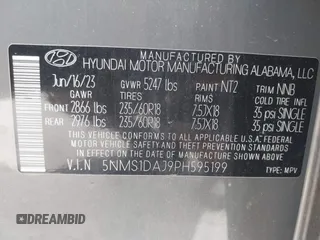 MANUFACTURED BY
HYUNDAI MOTOR MANUFACTURING ALABAMA, LLC
Jun/16/23 GVWR 5247 lbs PAINT NTZ TRIM NNB
GAWR TIRES RIMS COLD TIRE INFLATION
FRONT 2866 lbs 235/60R18 7.5JX18 35 psi SINGLE
REAR 2976 lbs 235/60R18 7.5JX18 35 psi SINGLE
THIS VEHICLE CONFORMS TO ALL APPLICABLE U.S.A. FEDERAL
MOTOR VEHICLE SAFETY AND THEFT PREVENTION STANDARDS
IN EFFECT ON THE DATE OF MANUFACTURE SHOWN ABOVE.
V.I.N 5NMS1DAJ9PH595199 TYPE: MPV
DREAMBID